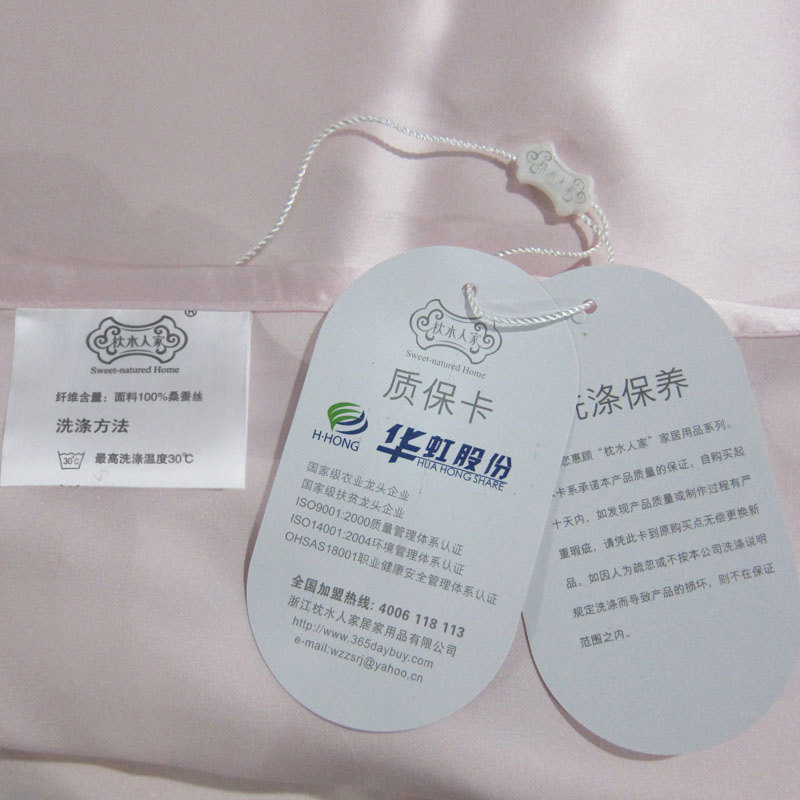 枕水人家
枕水人家
®
Sweet-natured Home
纤维含量：面料100%桑蚕丝
洗涤方法
30℃
最高洗涤温度30℃
枕水人家
Sweet-natured Home
质保卡
H·HONG
华虹股份
HUA HONG SHARE
国家级农业龙头企业
国家级扶贫龙头企业
ISO9001:2000质量管理体系认证
ISO14001:2004环境管理体系认证
OHSAS18001职业健康安全管理体系认证
全国加盟热线: 4006 118 113
浙江枕水人家居家用品有限公司
http://www.365daybuy.com
e-mail:wzzsrj@yahoo.cn
洗涤保养
您惠顾“枕水人家”家居用品系列。
卡系承诺本产品质量的保证。自购买起
十天内，如发现产品质量或制作过程有严
重瑕疵，请凭此卡到原购买点无偿更换新
品。如因人为疏忽或不按本公司洗涤说明
规定洗涤而导致产品的损坏，则不在保证
范围之内。